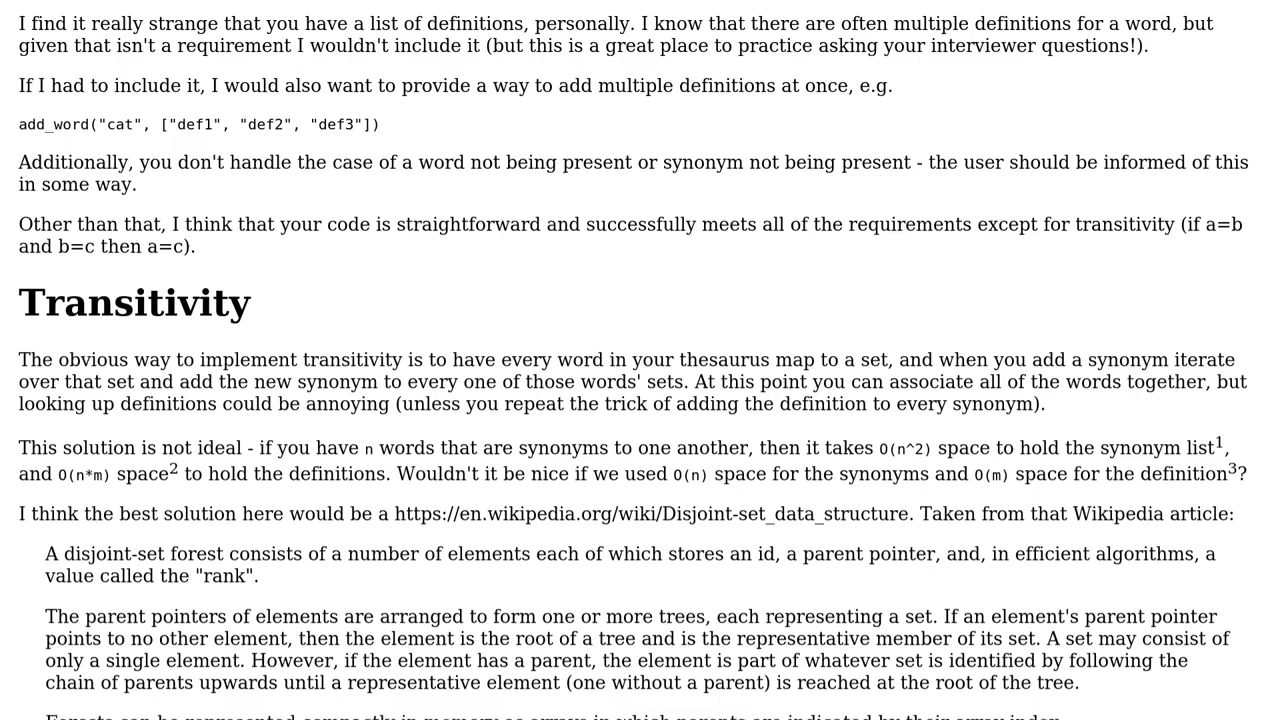 I find it really strange that you have a list of definitions, personally. I know that there are often multiple definitions for a word, but
given that isn't a requirement I wouldn't include it (but this is a great place to practice asking your interviewer questions!).
If I had to include it, I would also want to provide a way to add multiple definitions at once, e.g.
add_word("cat", ["def1", "def2", "def3"])
Additionally, you don't handle the case of a word not being present or synonym not being present - the user should be informed of this
in some way.
Other than that, I think that your code is straightforward and successfully meets all of the requirements except for transitivity (if a=b
and b=c then a=c).
Transitivity
The obvious way to implement transitivity is to have every word in your thesaurus map to a set, and when you add a synonym iterate
over that set and add the new synonym to every one of those words' sets. At this point you can associate all of the words together, but
looking up definitions could be annoying (unless you repeat the trick of adding the definition to every synonym).
This solution is not ideal - if you have n words that are synonyms to one another, then it takes O(n^2) space to hold the synonym list1,
and O(n*m) space2 to hold the definitions. Wouldn't it be nice if we used O(n) space for the synonyms and O(m) space for the definition3?
I think the best solution here would be a https://en.wikipedia.org/wiki/Disjoint-set_data_structure. Taken from that Wikipedia article:
A disjoint-set forest consists of a number of elements each of which stores an id, a parent pointer, and, in efficient algorithms, a
value called the "rank".
The parent pointers of elements are arranged to form one or more trees, each representing a set. If an element's parent pointer
points to no other element, then the element is the root of a tree and is the representative member of its set. A set may consist of
only a single element. However, if the element has a parent, the element is part of whatever set is identified by following the
chain of parents upwards until a representative element (one without a parent) is reached at the root of the tree.
Forests can be represented compactly in memory as arrays in which parents are indicated by their array index.